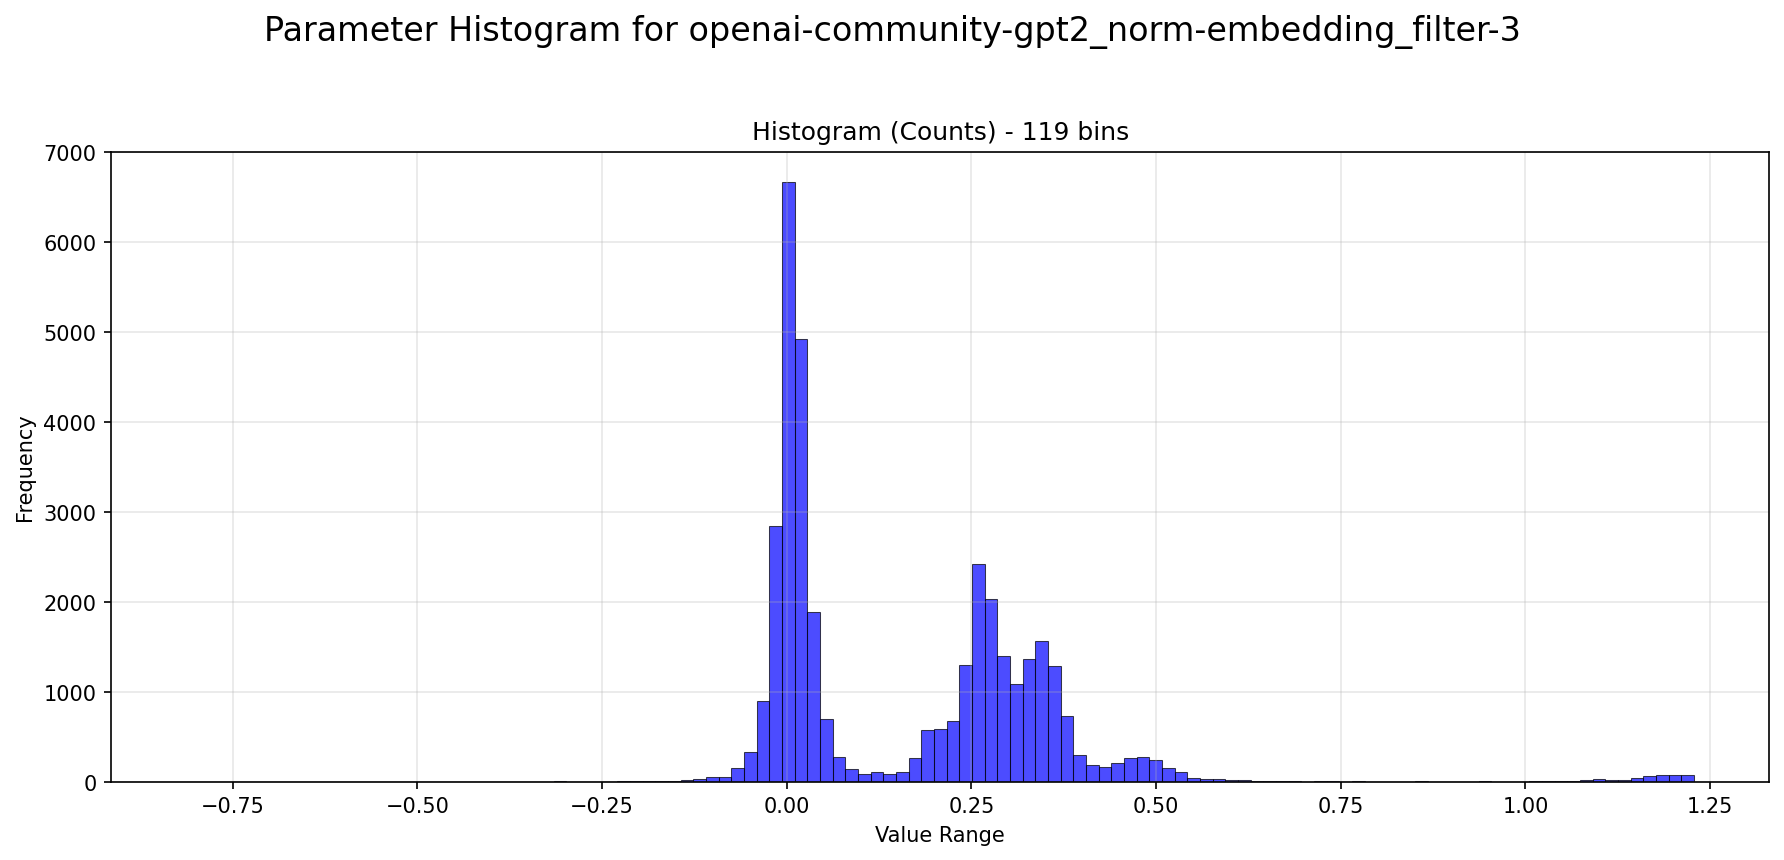 Parameter Histogram for openai-community-gpt2_norm-embedding_filter-3
Histogram (Counts) - 119 bins
7000
6000
5000
4000
3000
2000
1000
0
Frequency
−0.75 −0.50 −0.25 0.00 0.25 0.50 0.75 1.00 1.25
Value Range